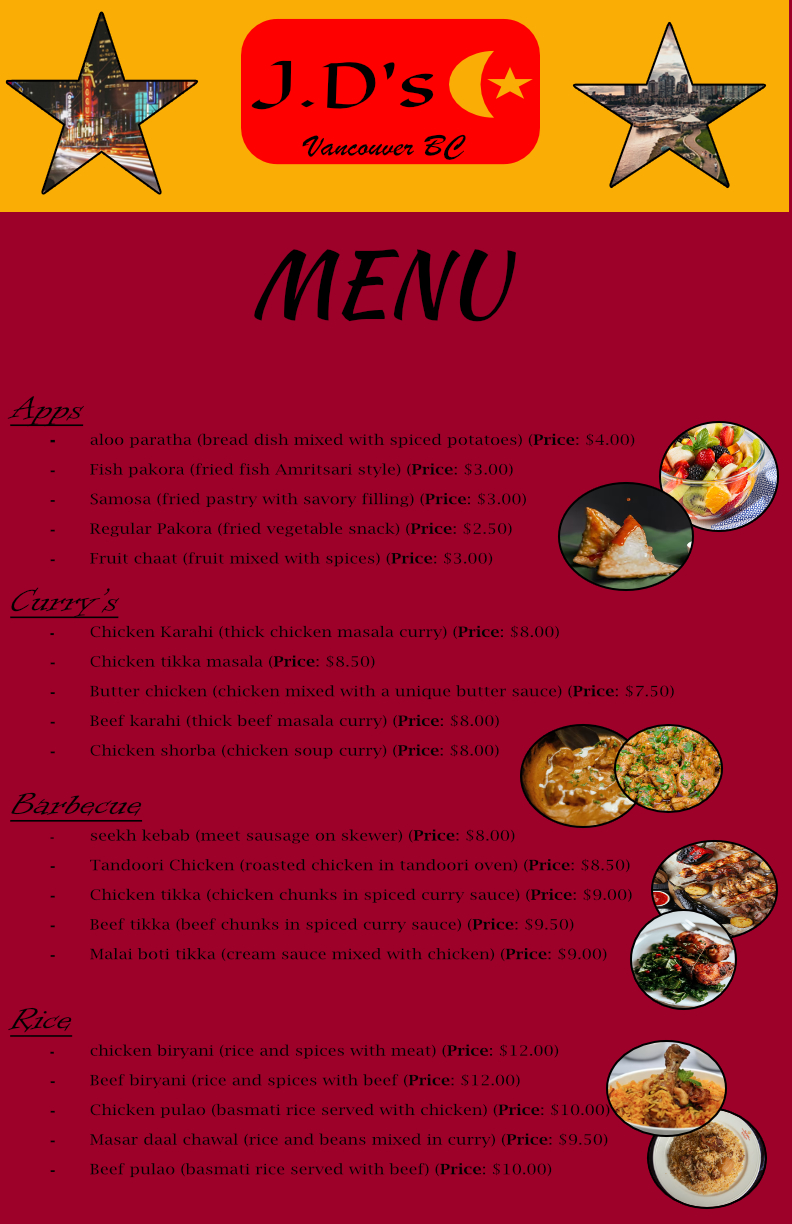 J.D's
Vancouver BC
MENU
Apps
- aloo paratha (bread dish mixed with spiced potatoes) (Price: $4.00)
- Fish pakora (fried fish Amritsari style) (Price: $3.00)
- Samosa (fried pastry with savory filling) (Price: $3.00)
- Regular Pakora (fried vegetable snack) (Price: $2.50)
- Fruit chaat (fruit mixed with spices) (Price: $3.00)
Curry's
- Chicken Karahi (thick chicken masala curry) (Price: $8.00)
- Chicken tikka masala (Price: $8.50)
- Butter chicken (chicken mixed with a unique butter sauce) (Price: $7.50)
- Beef karahi (thick beef masala curry) (Price: $8.00)
- Chicken shorba (chicken soup curry) (Price: $8.00)
Barbecue
- seekh kebab (meet sausage on skewer) (Price: $8.00)
- Tandoori Chicken (roasted chicken in tandoori oven) (Price: $8.50)
- Chicken tikka (chicken chunks in spiced curry sauce) (Price: $9.00)
- Beef tikka (beef chunks in spiced curry sauce) (Price: $9.50)
- Malai boti tikka (cream sauce mixed with chicken) (Price: $9.00)
Rice
- chicken biryani (rice and spices with meat) (Price: $12.00)
- Beef biryani (rice and spices with beef (Price: $12.00)
- Chicken pulao (basmati rice served with chicken) (Price: $10.00)
- Masar daal chawal (rice and beans mixed in curry) (Price: $9.50)
- Beef pulao (basmati rice served with beef) (Price: $10.00)